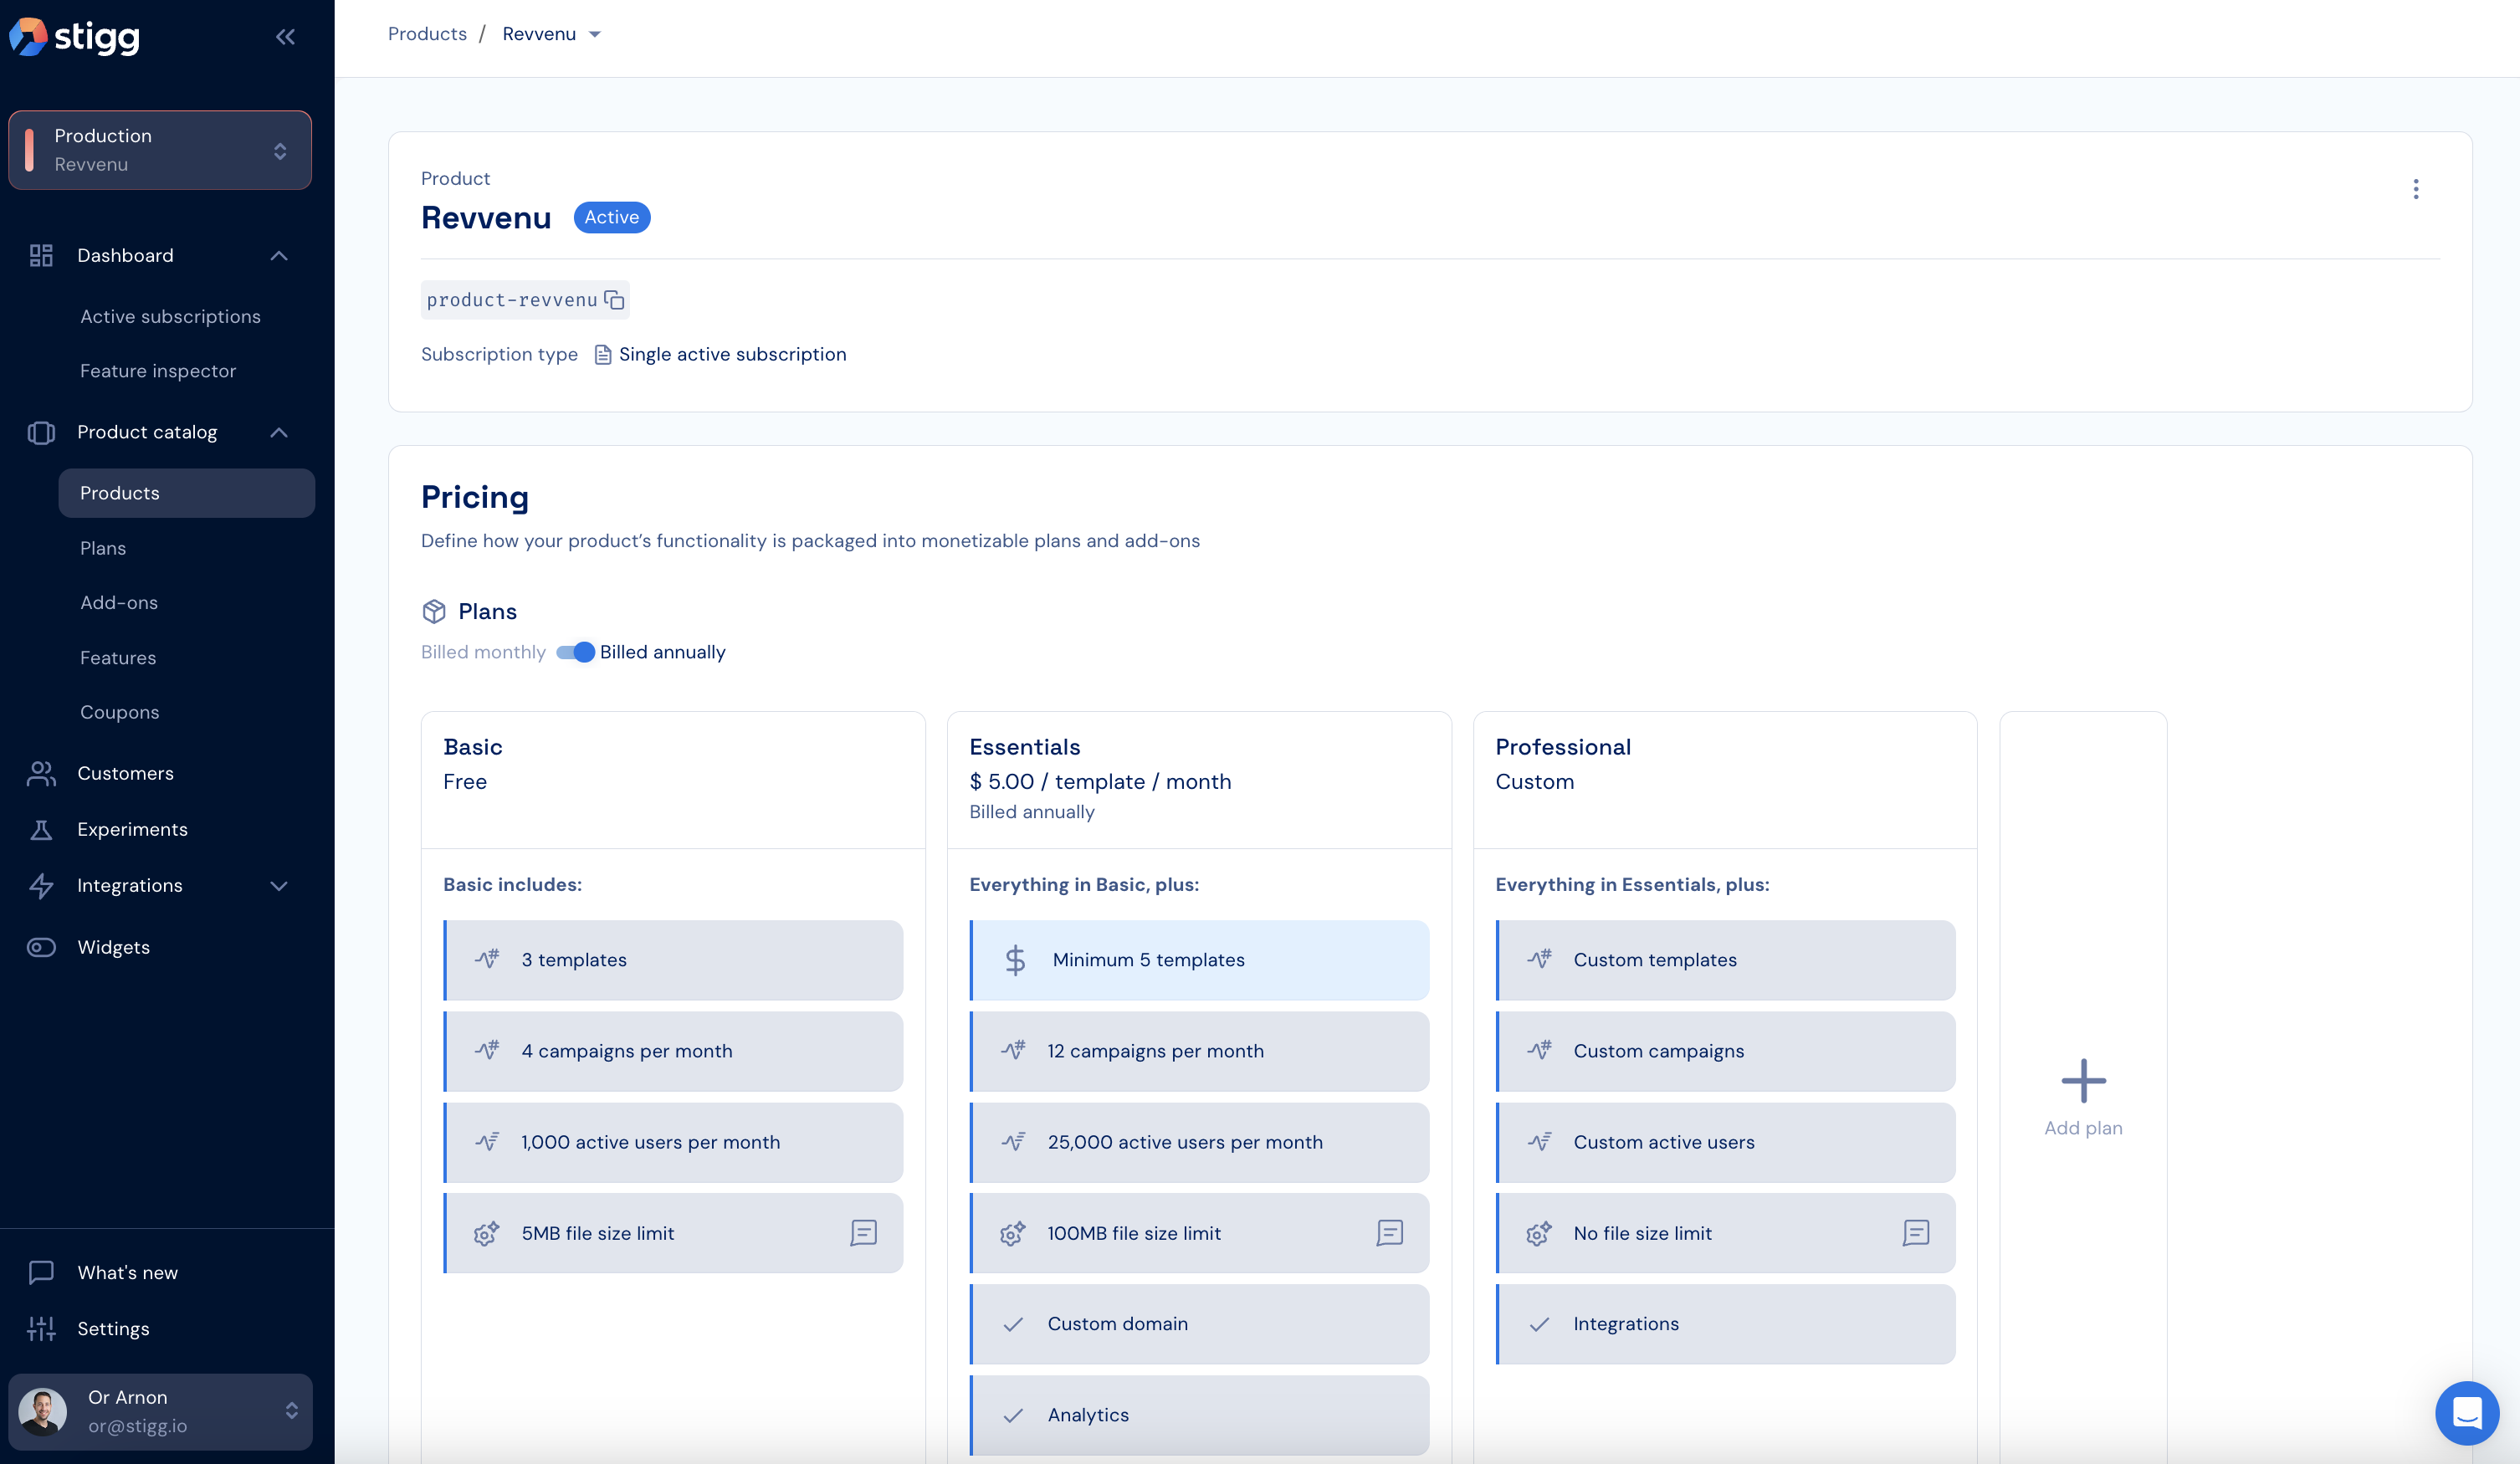 stigg
Production
Revvenu
Dashboard
Active subscriptions
Feature inspector
Product catalog
Products
Plans
Add-ons
Features
Coupons
Customers
Experiments
Integrations
Widgets
What's new
Settings
Or Arnon
or@stigg.io
Products / Revvenu
Product
Revvenu Active
product-revvenu
Subscription type Single active subscription
Pricing
Define how your product’s functionality is packaged into monetizable plans and add-ons
Plans
Billed monthly Billed annually
Basic
Free
Basic includes:
3 templates
4 campaigns per month
1,000 active users per month
5MB file size limit
Essentials
$ 5.00 / template / month
Billed annually
Everything in Basic, plus:
Minimum 5 templates
12 campaigns per month
25,000 active users per month
100MB file size limit
Custom domain
Analytics
Professional
Custom
Everything in Essentials, plus:
Custom templates
Custom campaigns
Custom active users
No file size limit
Integrations
Add plan